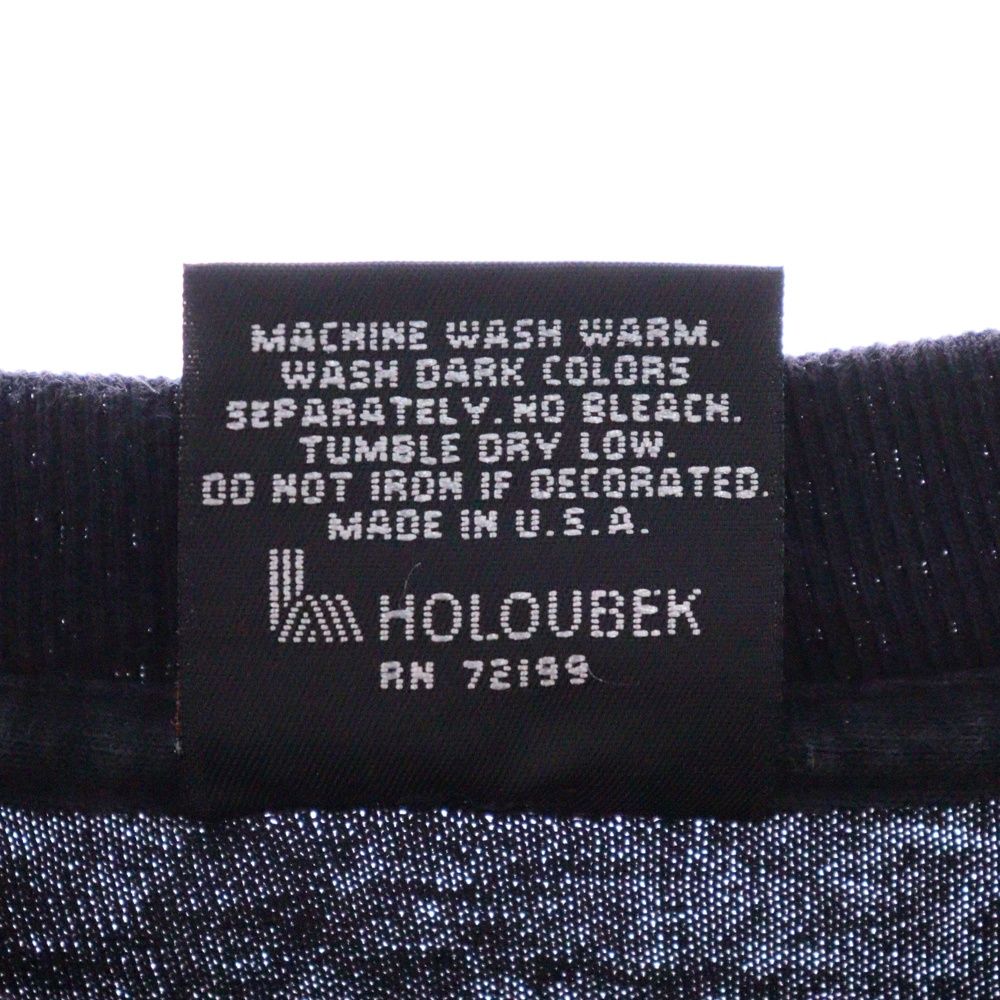 MACHINE WASH WARM.
WASH DARK COLORS
SEPARATELY. NO BLEACH.
TUMBLE DRY LOW.
DO NOT IRON IF DECORATED.
MADE IN U.S.A.
HOLOUBEK
RN 72199